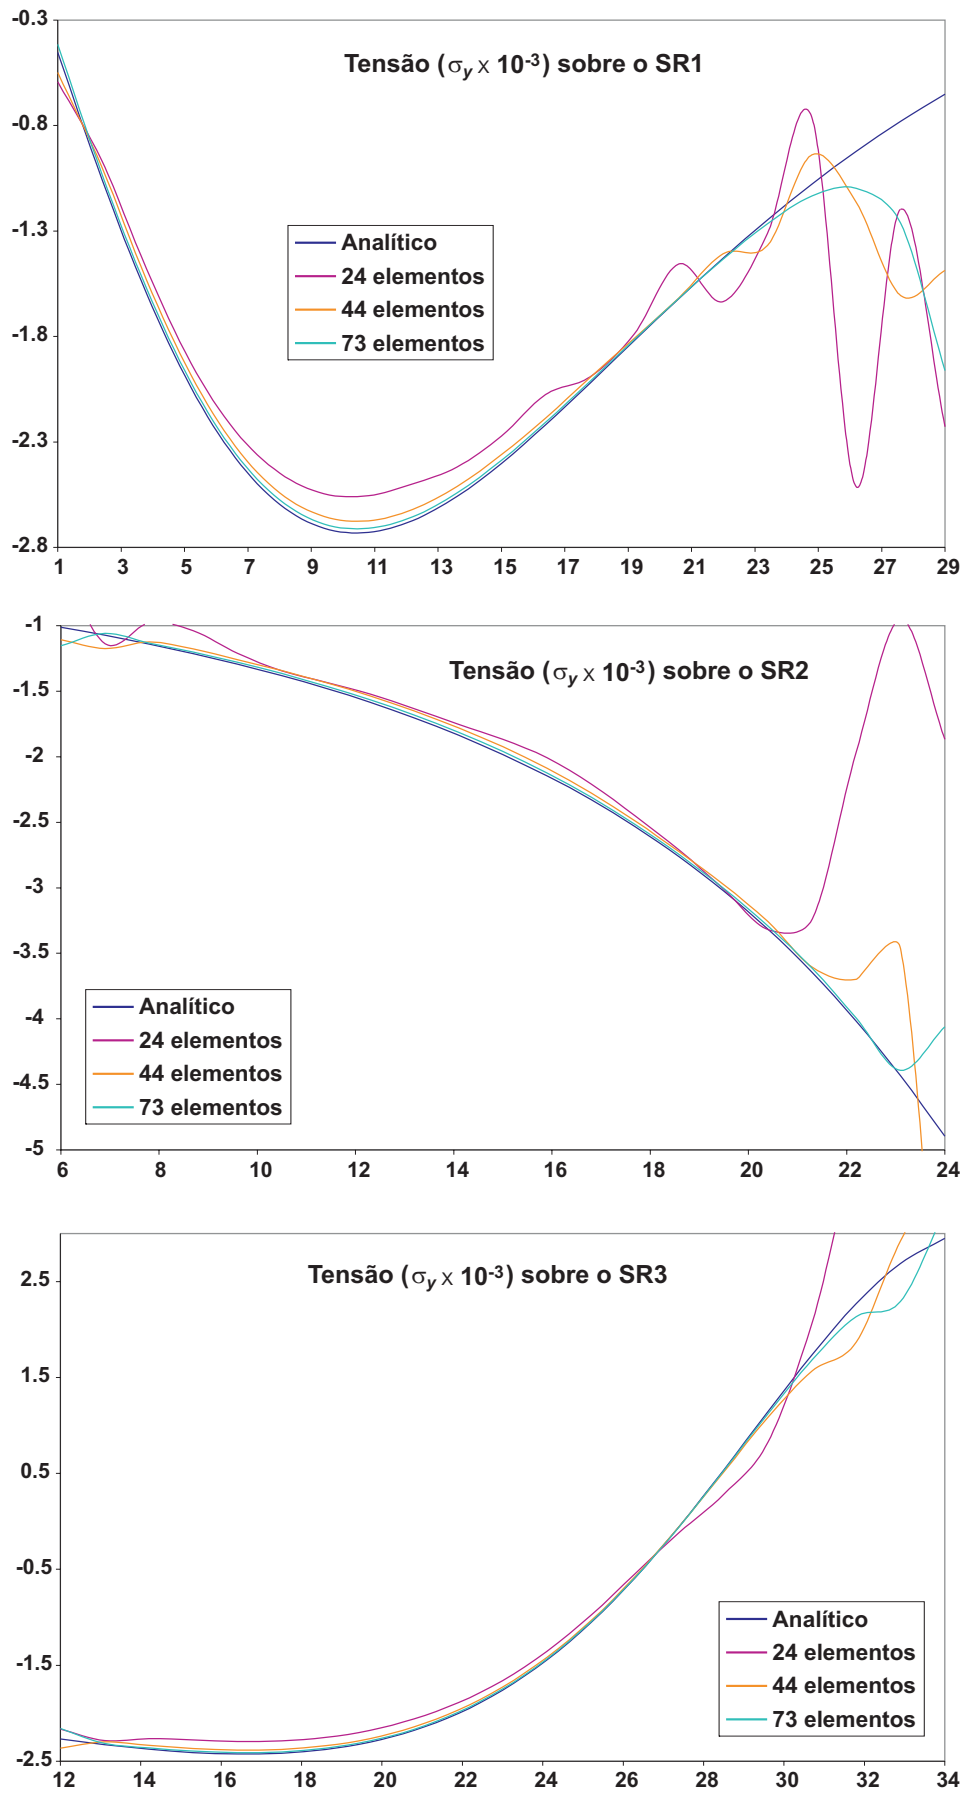 Tensão (σy x 10-3) sobre o SR1
-0.3
-0.8
-1.3
-1.8
-2.3
-2.8
Analítico
24 elementos
44 elementos
73 elementos
1 3 5 7 9 11 13 15 17 19 21 23 25 27 29
Tensão (σy x 10-3) sobre o SR2
-1
-1.5
-2
-2.5
-3
-3.5
-4
-4.5
-5
Analítico
24 elementos
44 elementos
73 elementos
6 8 10 12 14 16 18 20 22 24
Tensão (σy x 10-3) sobre o SR3
2.5
1.5
0.5
-0.5
-1.5
-2.5
Analítico
24 elementos
44 elementos
73 elementos
12 14 16 18 20 22 24 26 28 30 32 34